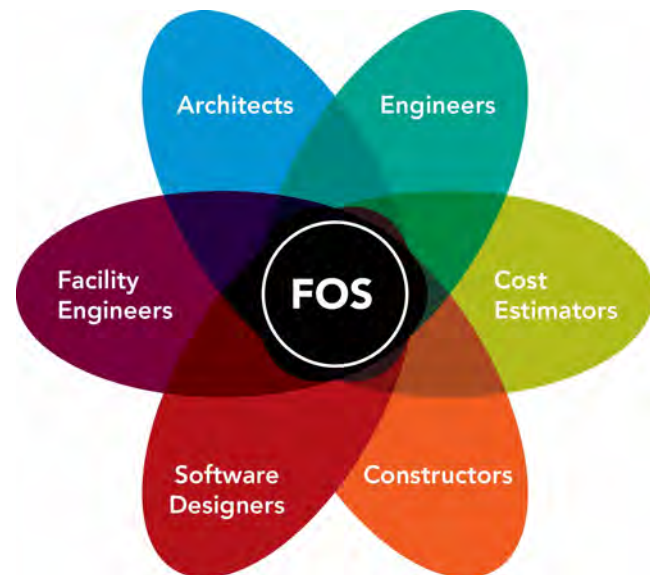 Architects
Engineers
Facility
Engineers
FOS
Cost
Estimators
Software
Designers
Constructors